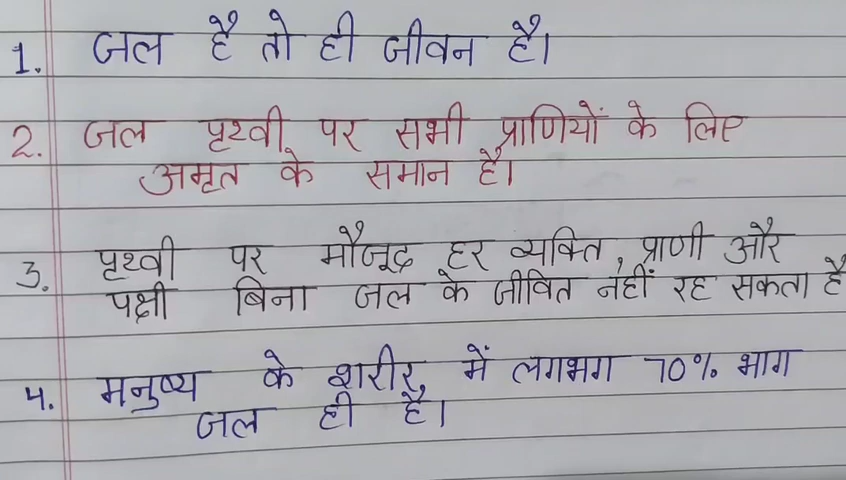 1. जल है तो ही जीवन है।
2. जल पृथ्वी पर सभी प्राणियों के लिए
अमृत के समान है।
3. पृथ्वी पर मौजूद हर व्यक्ति, प्राणी और
पक्षी बिना जल के जीवित नहीं रह सकता है
4. मनुष्य के शरीर में लगभग 70% भाग
जल ही है।